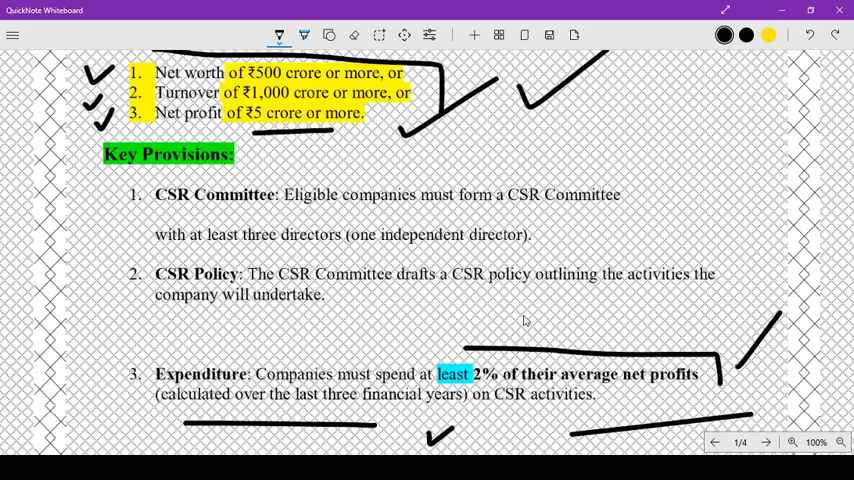 QuickNote Whiteboard
1. Net worth of ₹500 crore or more, or
2. Turnover of ₹1,000 crore or more, or
3. Net profit of ₹5 crore or more.
Key Provisions:
1. CSR Committee: Eligible companies must form a CSR Committee
with at least three directors (one independent director).
2. CSR Policy: The CSR Committee drafts a CSR policy outlining the activities the
company will undertake.
3. Expenditure: Companies must spend at least 2% of their average net profits
(calculated over the last three financial years) on CSR activities.
1/4
100%